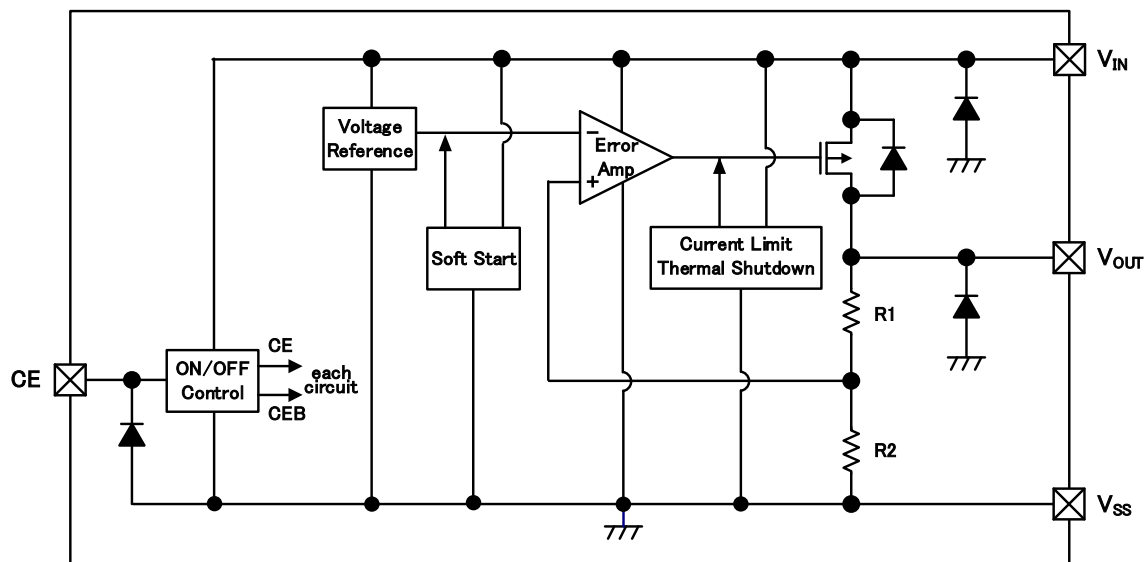 VIN
Voltage
Reference
−
Error
Amp
+
Soft Start
Current Limit
Thermal Shutdown
VOUT
R1
CE
ON/OFF
Control
CE
each
circuit
CEB
R2
VSS